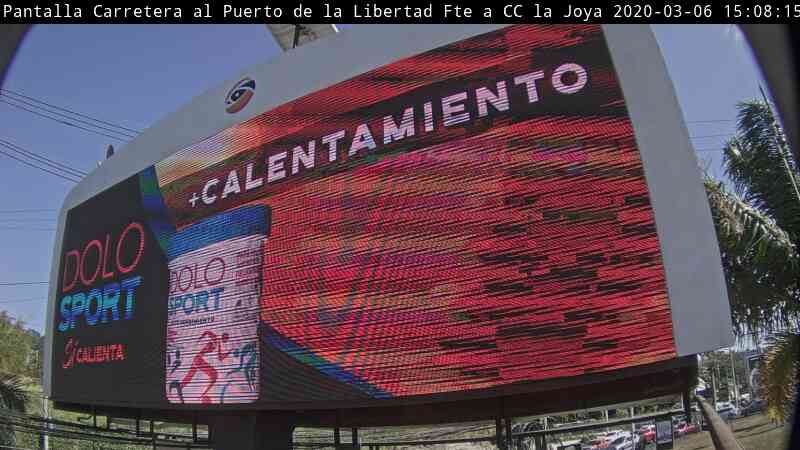 Pantalla Carretera al Puerto de la Libertad Fte a CC la Joya 2020-03-06 15:08:15
+CALENTAMIENTO
DOLO
SPORT
Sí CALIENTA
DOLO
SPORT